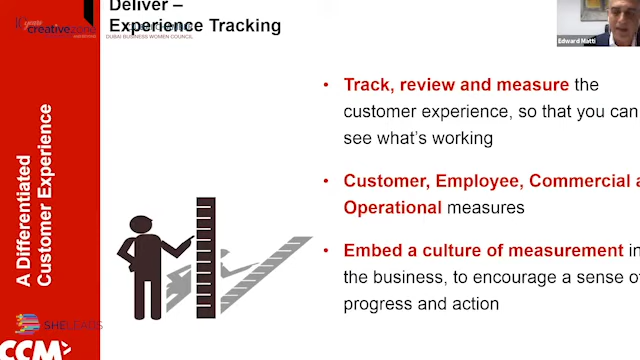 Deliver –
Experience Tracking
creativezone
DUBAI BUSINESS WOMEN COUNCIL
Edward Matti
A Differentiated
Customer Experience
• Track, review and measure the
customer experience, so that you can
see what's working
• Customer, Employee, Commercial a
Operational measures
• Embed a culture of measurement in
the business, to encourage a sense of
progress and action
SHELEADS
CCM